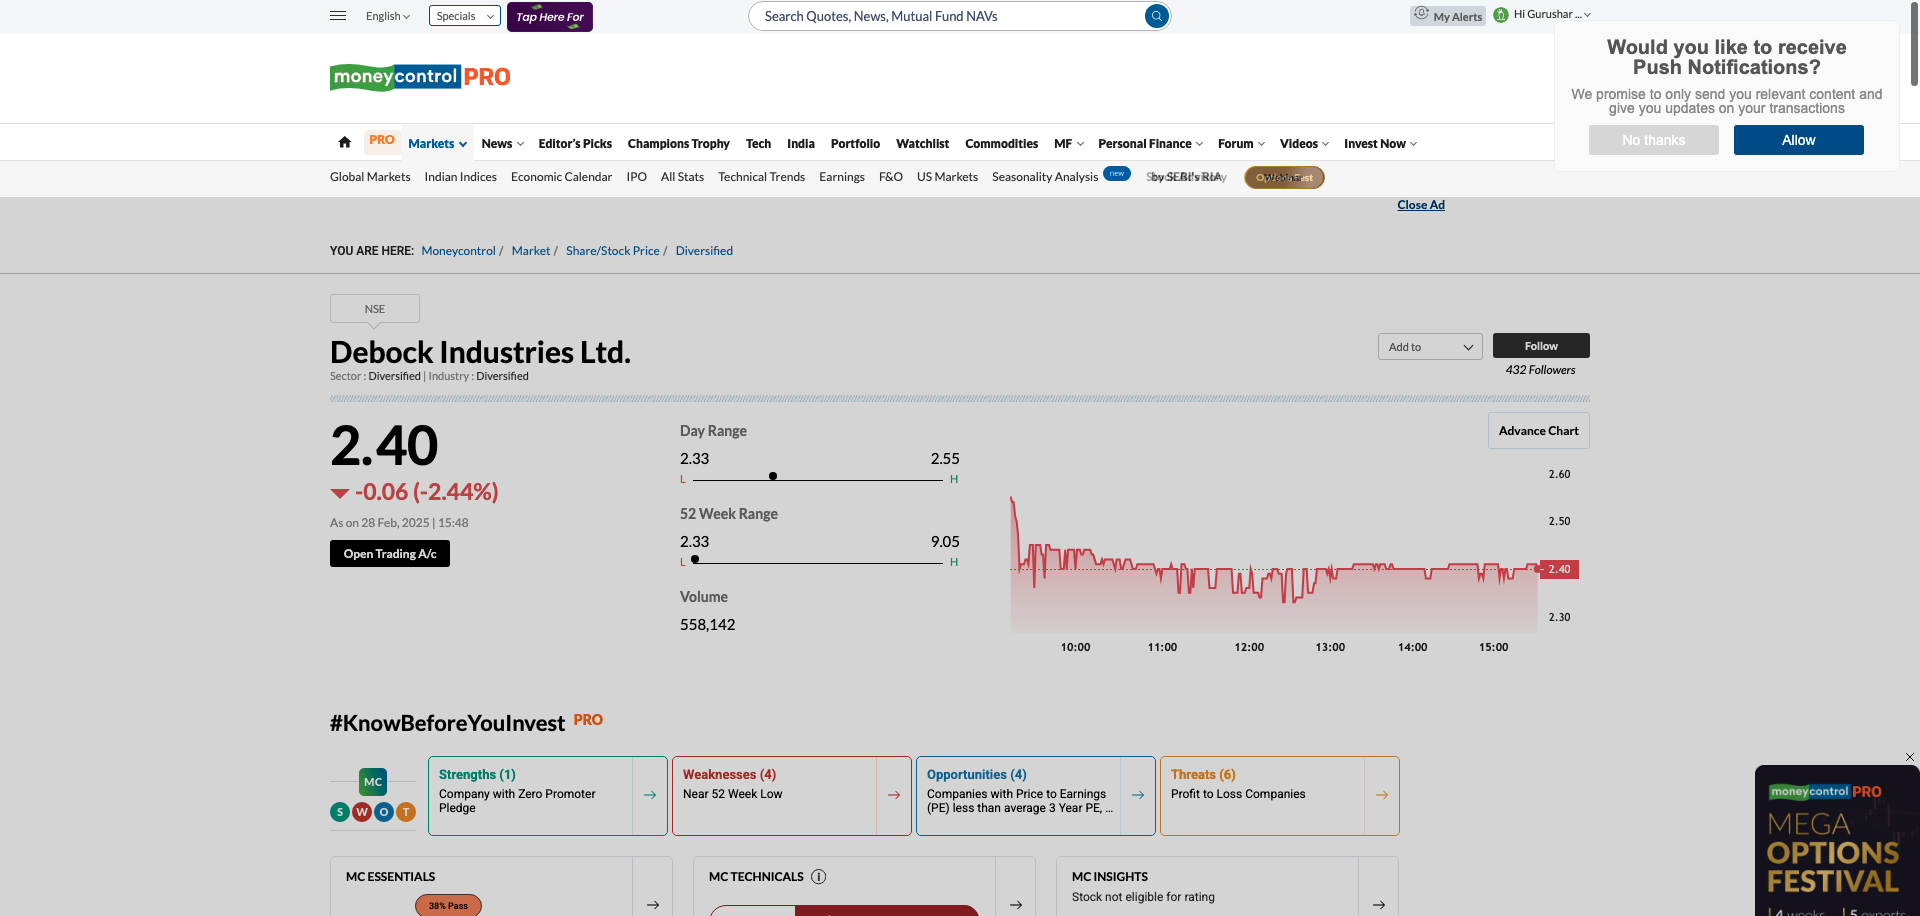 English
Specials
Tap Here For
Search Quotes, News, Mutual Fund NAVs
My Alerts
Hi Gurushar ...
Would you like to receive
Push Notifications?
We promise to only send you relevant content and
give you updates on your transactions
No thanks
Allow
moneycontrol PRO
PRO
Markets
News
Editor's Picks
Champions Trophy
Tech
India
Portfolio
Watchlist
Commodities
MF
Personal Finance
Forum
Videos
Invest Now
Global Markets
Indian Indices
Economic Calendar
IPO
All Stats
Technical Trends
Earnings
F&O
US Markets
Seasonality Analysis
new
by SEBI's RIA
Close Ad
YOU ARE HERE: Moneycontrol / Market / Share/Stock Price / Diversified
NSE
Debock Industries Ltd.
Sector : Diversified | Industry : Diversified
Add to
Follow
432 Followers
2.40
-0.06 (-2.44%)
As on 28 Feb, 2025 | 15:48
Open Trading A/c
Day Range
2.33
2.55
L
H
52 Week Range
2.33
9.05
L
H
Volume
558,142
Advance Chart
2.60
2.50
2.40
2.30
10:00
11:00
12:00
13:00
14:00
15:00
#KnowBeforeYouInvest PRO
MC
S W O T
Strengths (1)
Company with Zero Promoter
Pledge
Weaknesses (4)
Near 52 Week Low
Opportunities (4)
Companies with Price to Earnings
(PE) less than average 3 Year PE, ...
Threats (6)
Profit to Loss Companies
MC ESSENTIALS
38% Pass
MC TECHNICALS
MC INSIGHTS
Stock not eligible for rating
moneycontrol PRO
MEGA
OPTIONS
FESTIVAL
4 weeks
5 experts